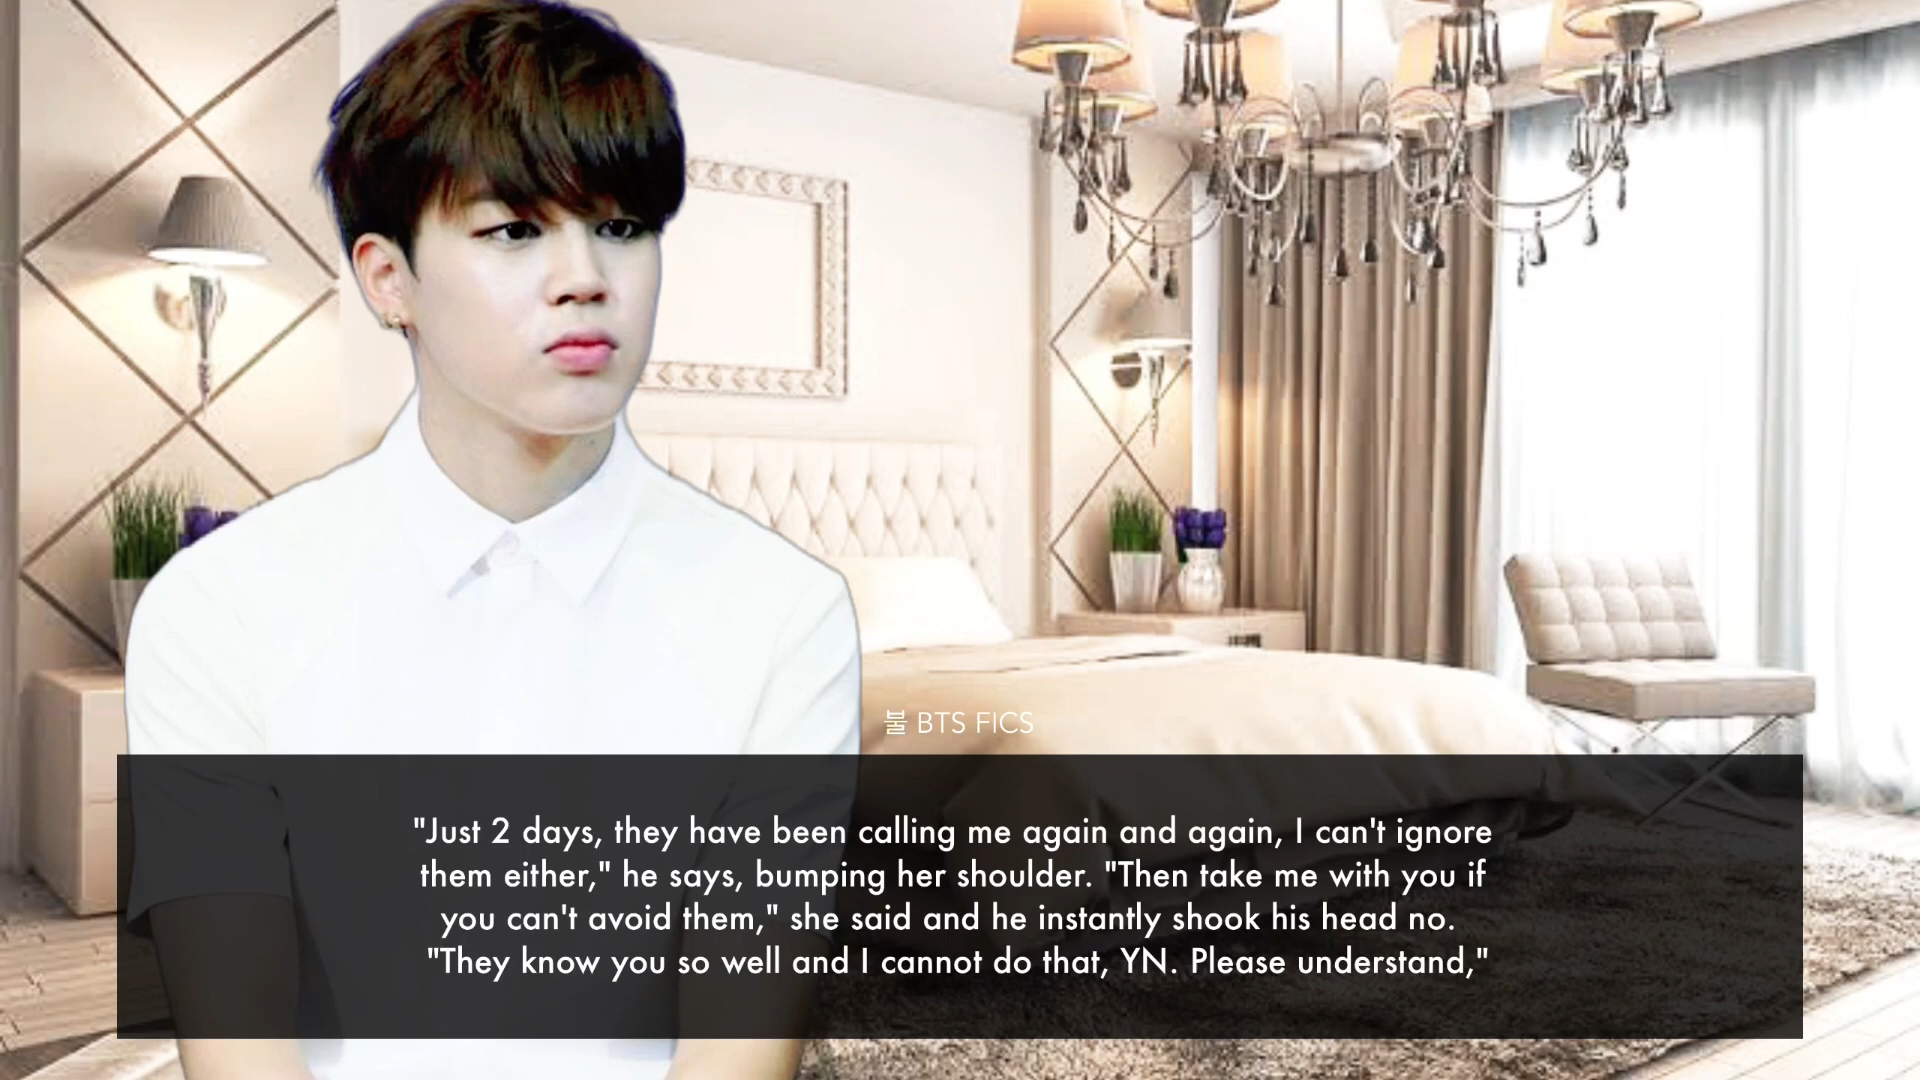 불 BTS FICS
"Just 2 days, they have been calling me again and again, I can't ignore
them either," he says, bumping her shoulder. "Then take me with you if
you can't avoid them," she said and he instantly shook his head no.
"They know you so well and I cannot do that, YN. Please understand,"